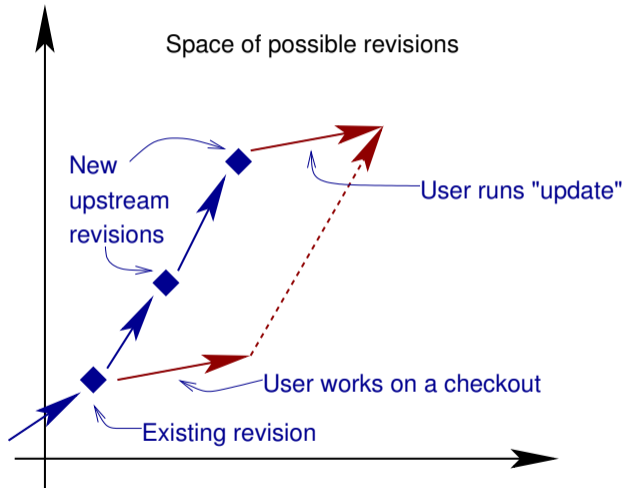 Space of possible revisions
New
upstream
revisions
User runs "update"
User works on a checkout
Existing revision